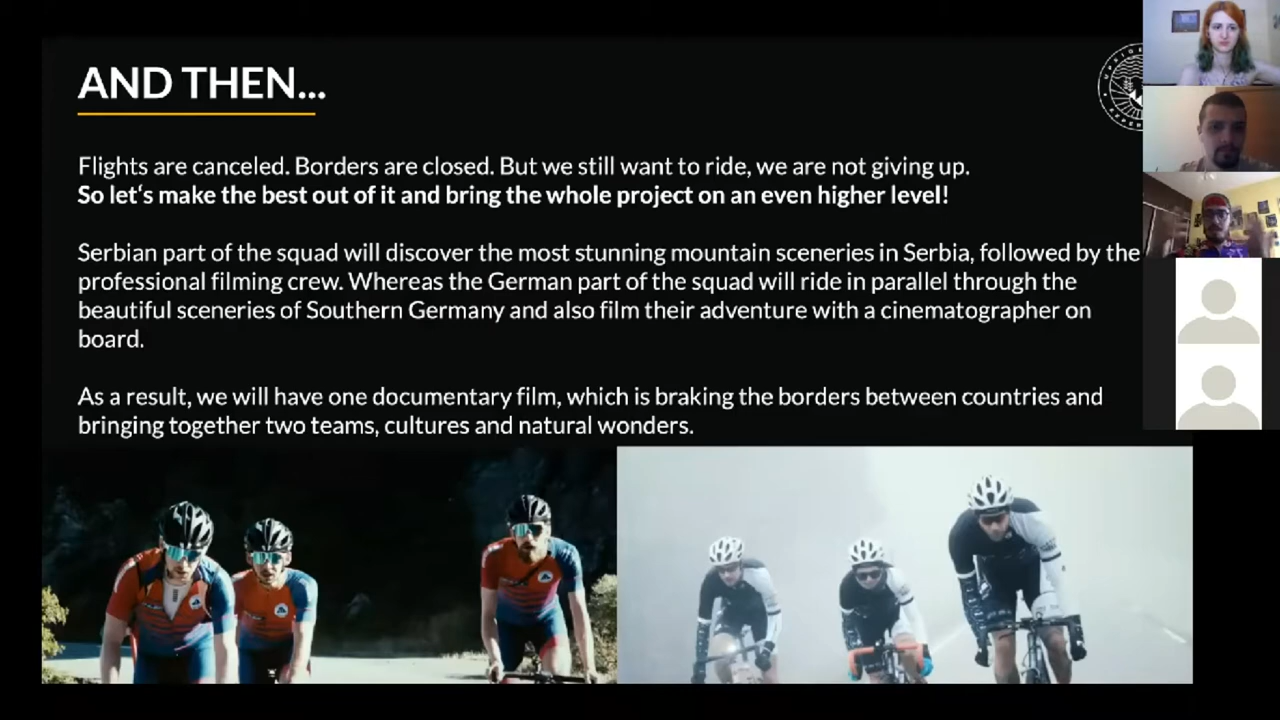 AND THEN...
Flights are canceled. Borders are closed. But we still want to ride, we are not giving up.
So let‘s make the best out of it and bring the whole project on an even higher level!
Serbian part of the squad will discover the most stunning mountain sceneries in Serbia, followed by the
professional filming crew. Whereas the German part of the squad will ride in parallel through the
beautiful sceneries of Southern Germany and also film their adventure with a cinematographer on
board.
As a result, we will have one documentary film, which is braking the borders between countries and
bringing together two teams, cultures and natural wonders.